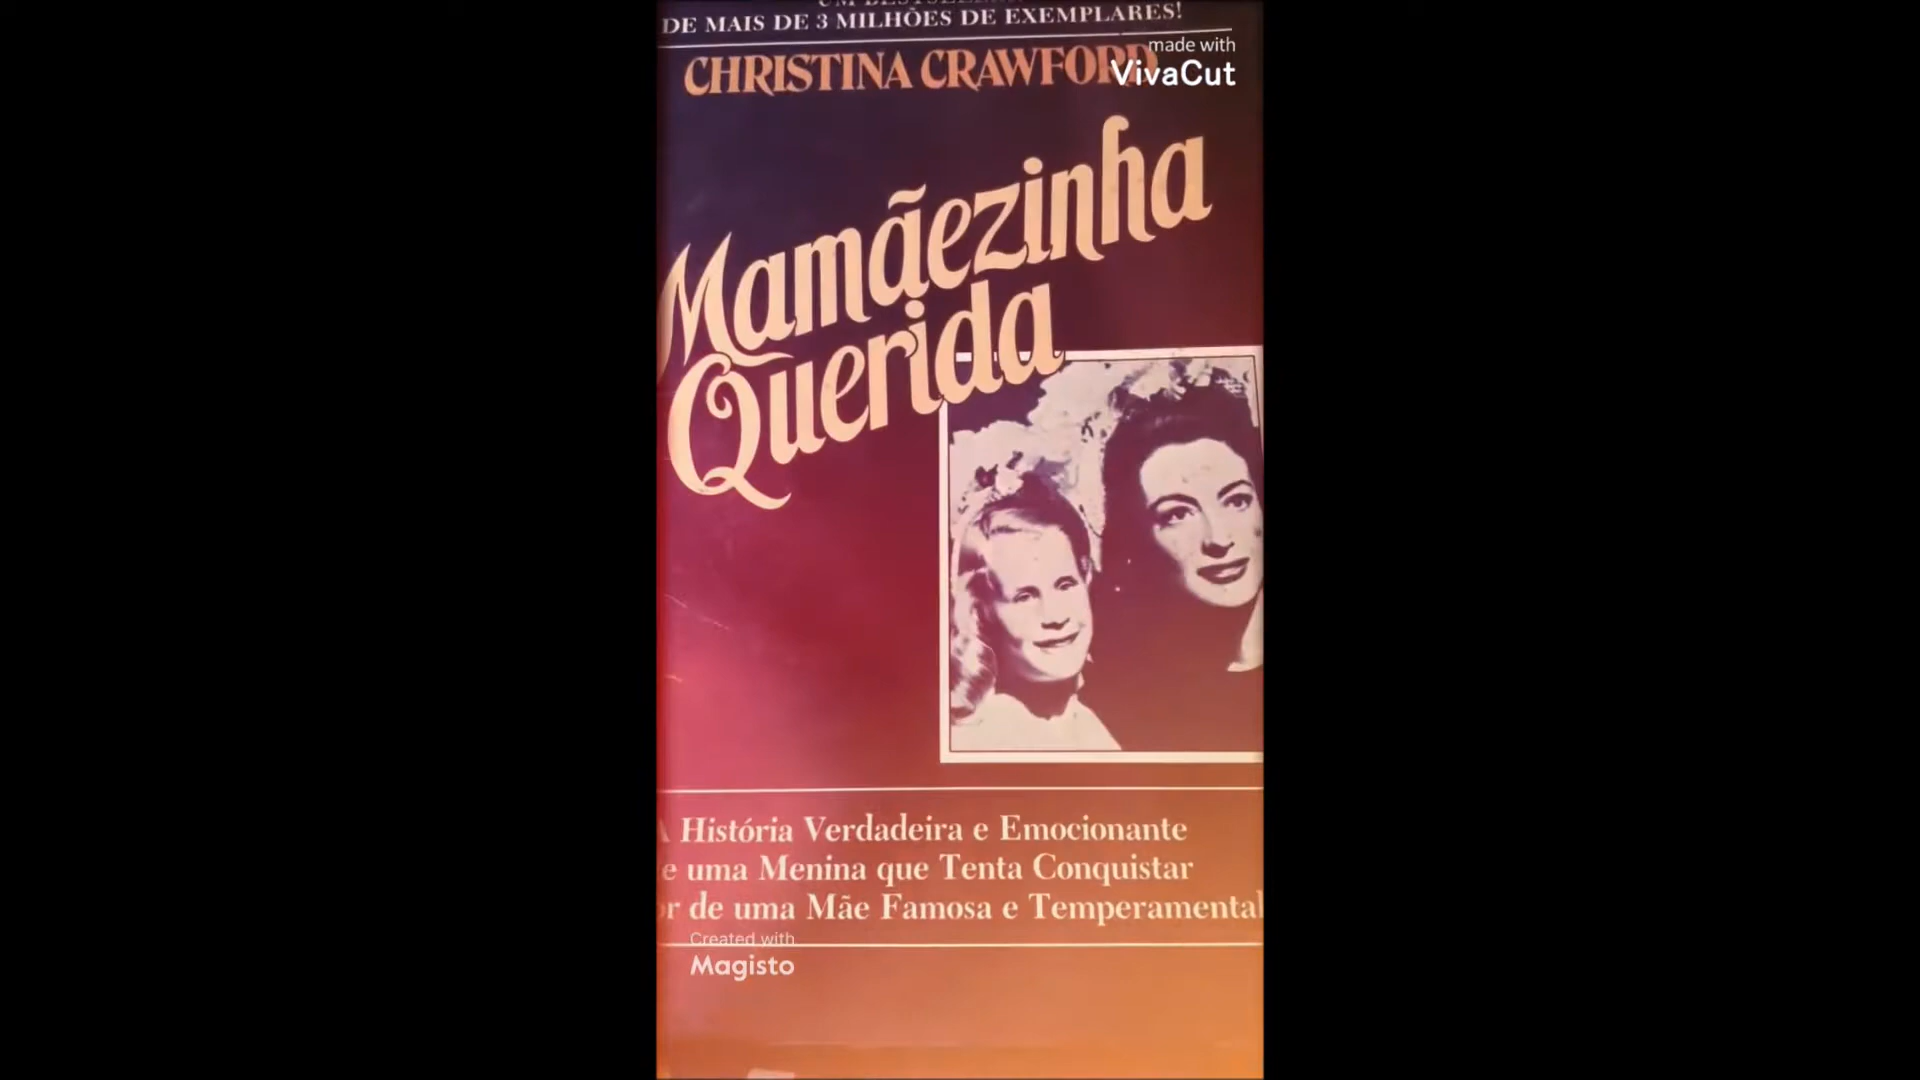 DE MAIS DE 3 MILHÕES DE EXEMPLARES!
CHRISTINA CRAWFORD
made with
VivaCut
Mamãezinha
Querida
A História Verdadeira e Emocionante
e uma Menina que Tenta Conquistar
or de uma Mãe Famosa e Temperamental
Created with
Magisto